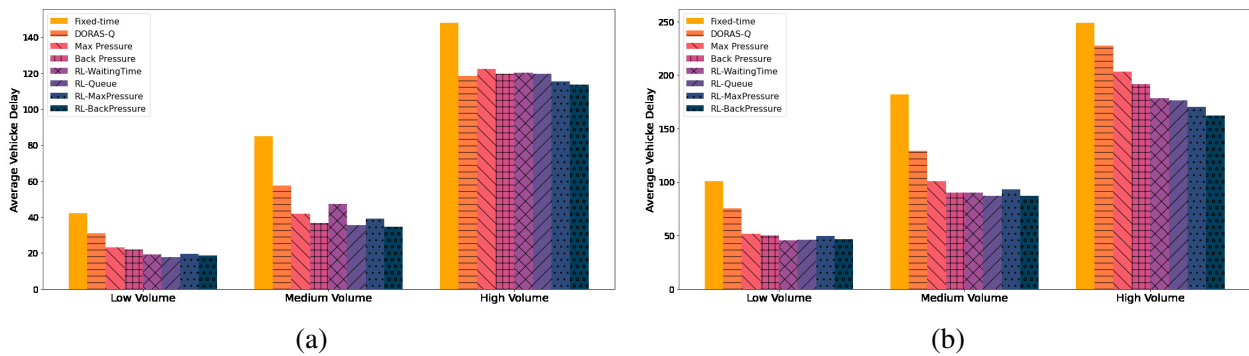 Average Vehicke Delay
140
120
100
80
60
40
20
0
Fixed-time
DORAS-Q
Max Pressure
Back Pressure
RL-WaitingTime
RL-Queue
RL-MaxPressure
RL-BackPressure
Low Volume
Medium Volume
High Volume
(a)
Average Vehicke Delay
250
200
150
100
50
0
Fixed-time
DORAS-Q
Max Pressure
Back Pressure
RL-WaitingTime
RL-Queue
RL-MaxPressure
RL-BackPressure
Low Volume
Medium Volume
High Volume
(b)